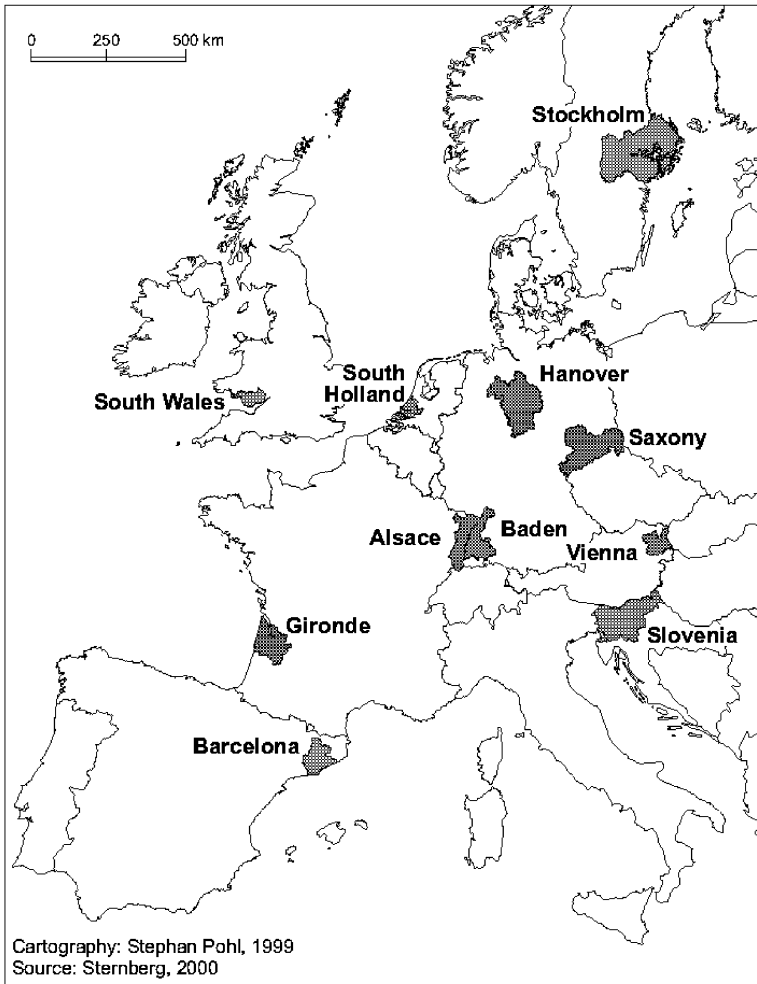 0 250 500 km
Stockholm
South
Holland
Hanover
South Wales
Saxony
Alsace
Baden
Vienna
Gironde
Slovenia
Barcelona
Cartography: Stephan Pohl, 1999
Source: Sternberg, 2000